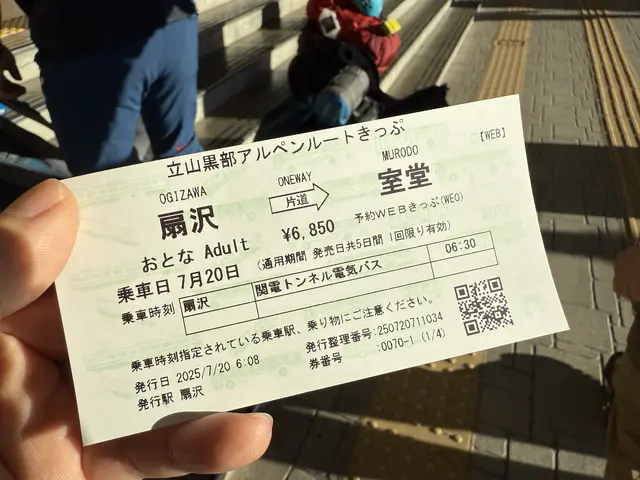 立山黒部アルペンルートきっぷ
【WEB】
OGIZAWA ONEWAY MURODO
扇沢 片道 室堂
おとな Adult ¥6,850 予約WEBきっぷ(WEO)
乗車日 7月20日 (通用期間 発売日共5日間 1回限り有効)
乗車時刻 扇沢 関電トンネル電気バス 06:30
乗車時刻指定されている乗車駅、乗り物にご注意ください。
発行日 2025/7/20 6:08 発行整理番号:250720711034
発行駅 扇沢 券番号 :0070-1 (1/4)